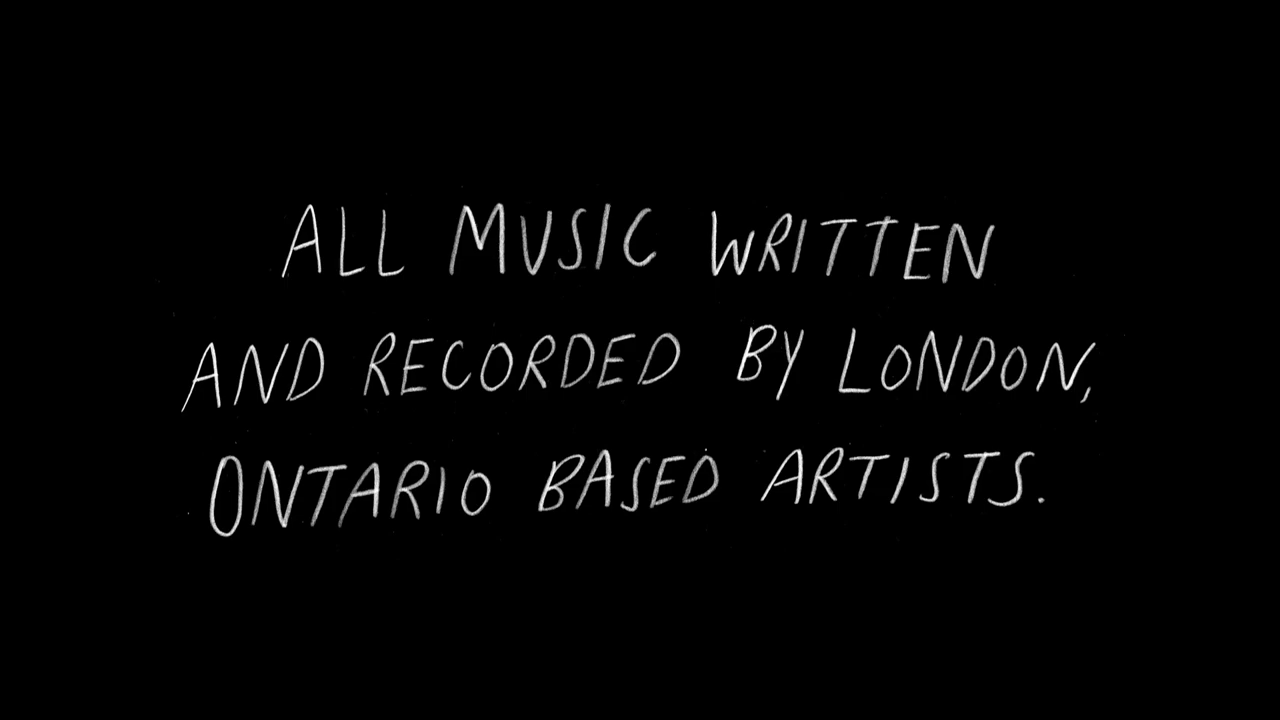 ALL MUSIC WRITTEN
AND RECORDED BY LONDON,
ONTARIO BASED ARTISTS.